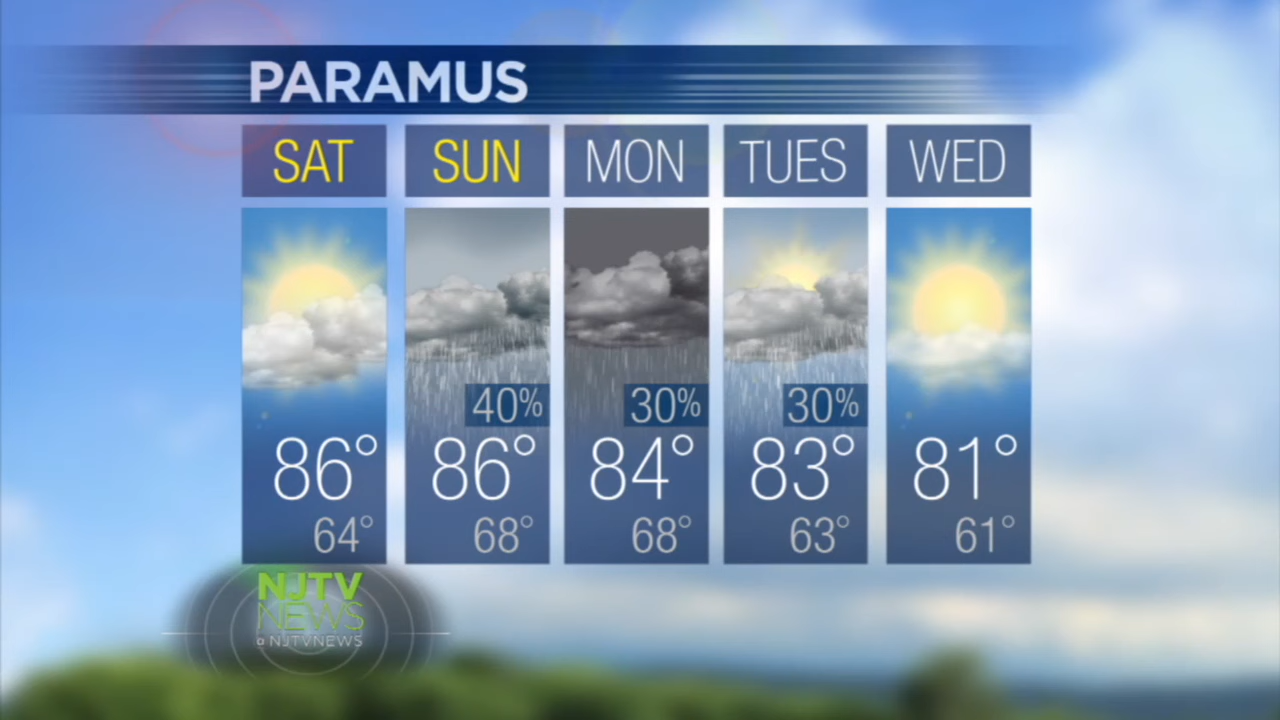 PARAMUS
SAT SUN MON TUES WED
40% 30% 30%
86° 86° 84° 83° 81°
64° 68° 68° 63° 61°
NJTV
NEWS
NJTVNEWS